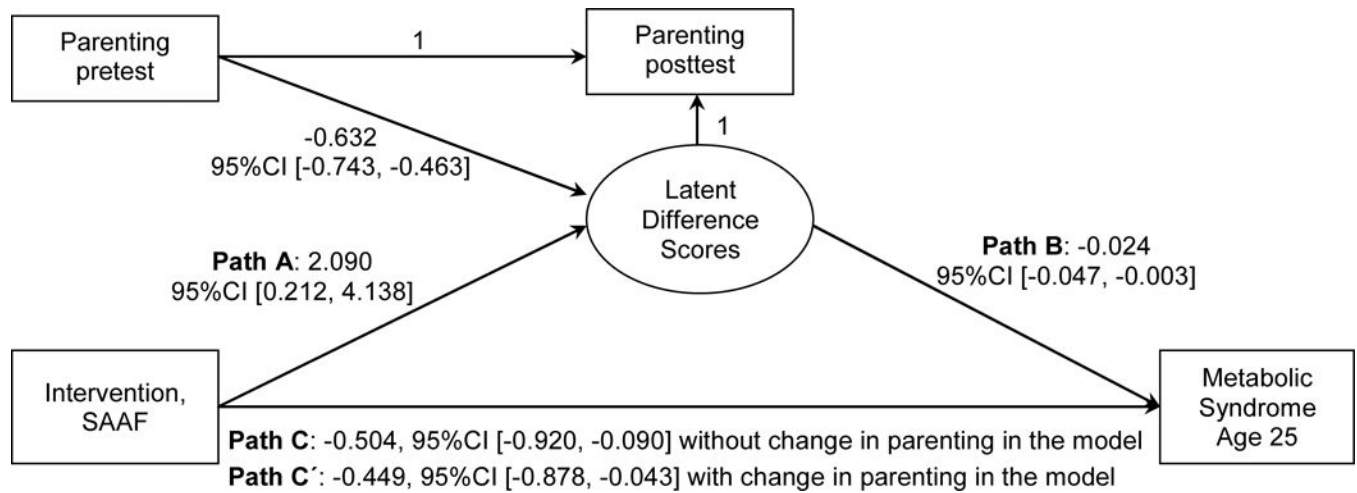 Parenting
pretest
1
Parenting
posttest
1
-0.632
95%CI [-0.743, -0.463]
Latent
Difference
Scores
Path A: 2.090
95%CI [0.212, 4.138]
Path B: -0.024
95%CI [-0.047, -0.003]
Intervention,
SAAF
Metabolic
Syndrome
Age 25
Path C: -0.504, 95%CI [-0.920, -0.090] without change in parenting in the model
Path C´: -0.449, 95%CI [-0.878, -0.043] with change in parenting in the model